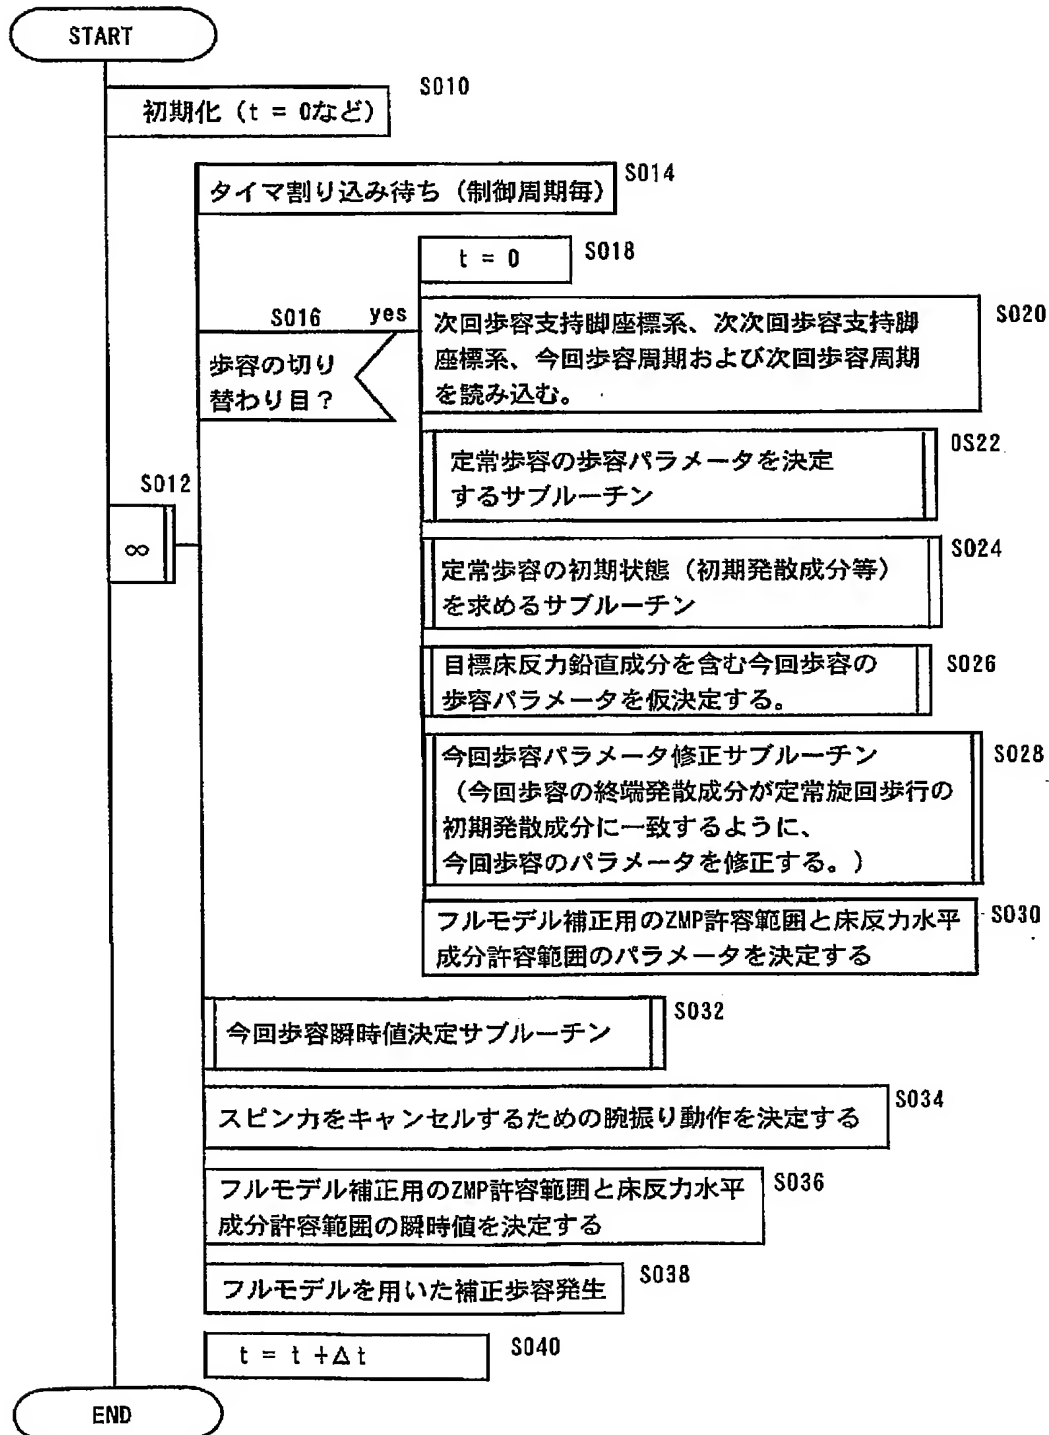 START
S010
初期化 (t = 0など)
S014
タイマ割り込み待ち (制御周期毎)
S018
t = 0
S016
yes
歩容の切り
替わり目?
S020
次回歩容支持脚座標系、次次回歩容支持脚
座標系、今回歩容周期および次回歩容周期
を読み込む。
0S22
定常歩容の歩容パラメータを決定
するサブルーチン
S012
∞
S024
定常歩容の初期状態 (初期発散成分等)
を求めるサブルーチン
S026
目標床反力鉛直成分を含む今回歩容の
歩容パラメータを仮決定する。
S028
今回歩容パラメータ修正サブルーチン
(今回歩容の終端発散成分が定常旋回歩行の
初期発散成分に一致するように、
今回歩容のパラメータを修正する。)
S030
フルモデル補正用のZMP許容範囲と床反力水平
成分許容範囲のパラメータを決定する
S032
今回歩容瞬時値決定サブルーチン
S034
スピン力をキャンセルするための腕振り動作を決定する
S036
フルモデル補正用のZMP許容範囲と床反力水平
成分許容範囲の瞬時値を決定する
S038
フルモデルを用いた補正歩容発生
S040
t = t +Δt
END